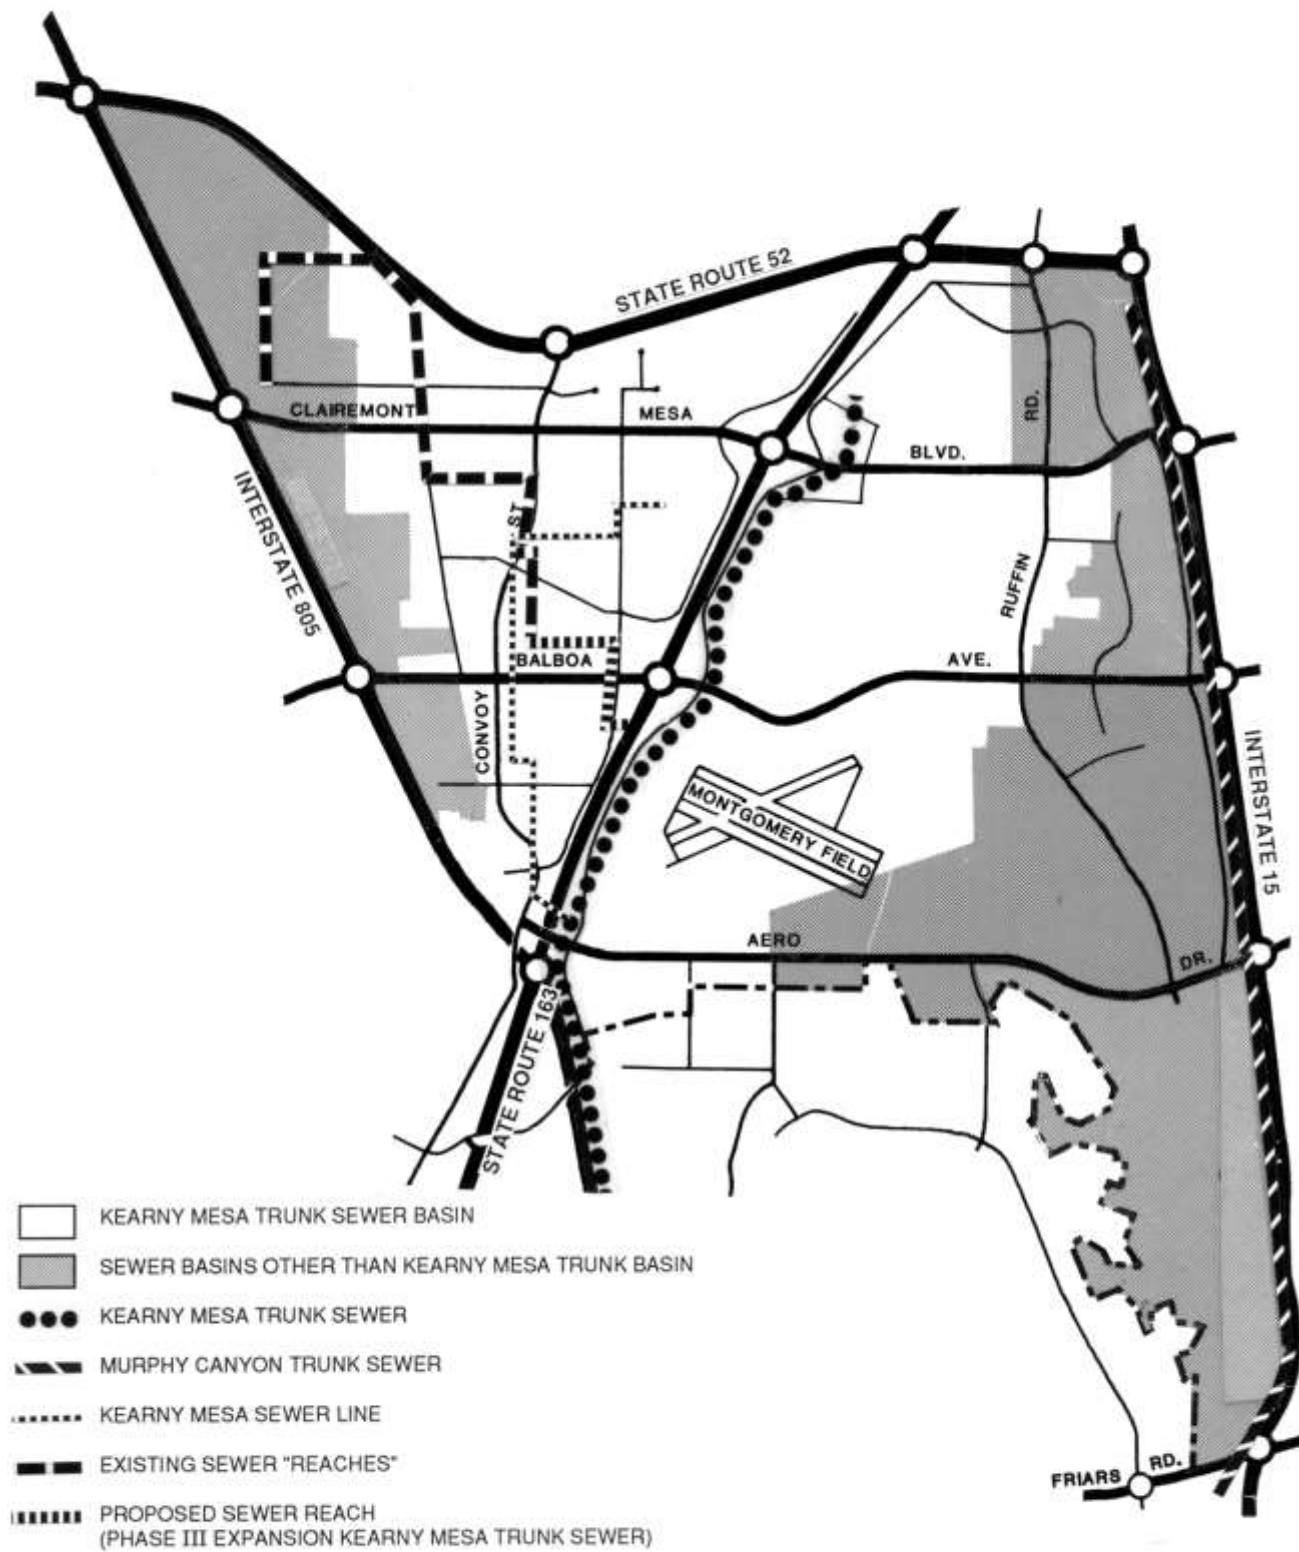 STATE ROUTE 52
CLAIREMONT
MESA
BLVD.
RD.
INTERSTATE 805
ST
RUFFIN
BALBOA
AVE.
CONVOY
MONTGOMERY FIELD
INTERSTATE 15
AERO
DR.
STATE ROUTE 163
FRIARS
RD.
KEARNY MESA TRUNK SEWER BASIN
SEWER BASINS OTHER THAN KEARNY MESA TRUNK BASIN
KEARNY MESA TRUNK SEWER
MURPHY CANYON TRUNK SEWER
KEARNY MESA SEWER LINE
EXISTING SEWER "REACHES"
PROPOSED SEWER REACH
(PHASE III EXPANSION KEARNY MESA TRUNK SEWER)